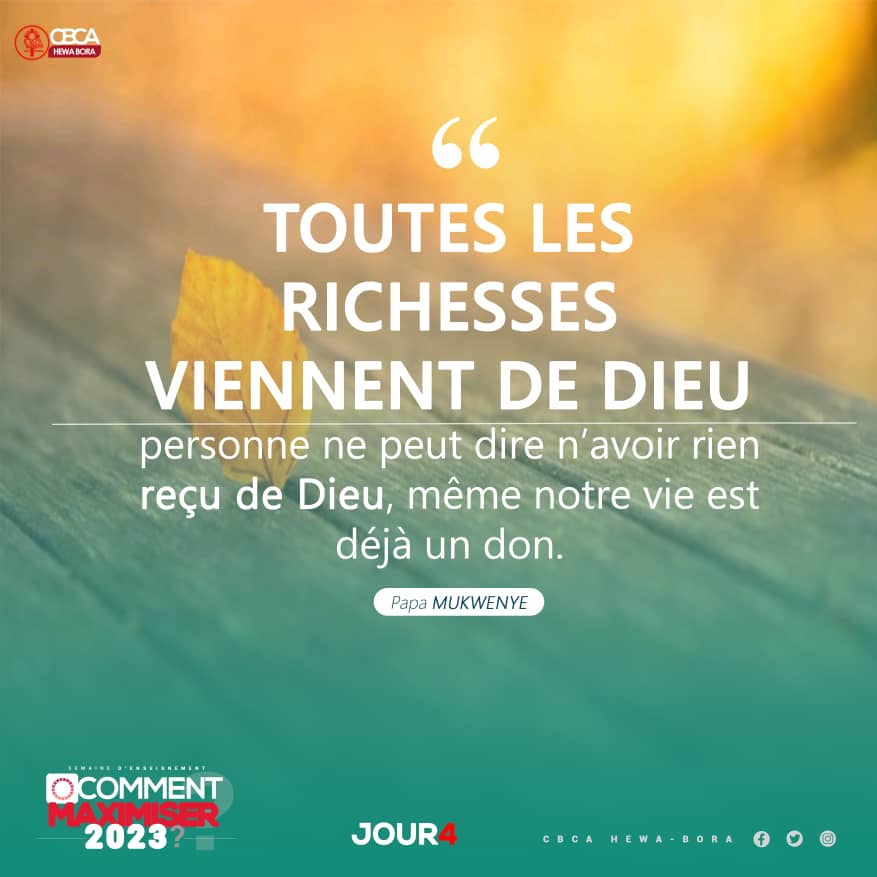 CBCA
HEWA BORA
“
TOUTES LES
RICHESSES
VIENNENT DE DIEU
personne ne peut dire n’avoir rien
reçu de Dieu, même notre vie est
déjà un don.
Papa MUKWENYE
SEMAINE D'ENSEIGNEMENT
COMMENT
MAXIMISER
2023?
JOUR4
CBCA HEWA-BORA